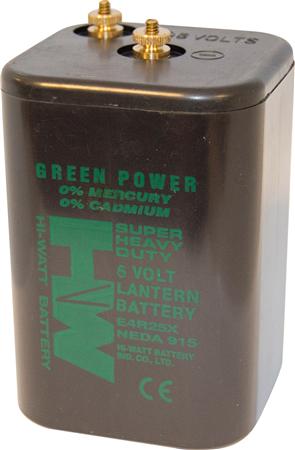 VOLTS
GREEN POWER
0% MERCURY
0% CADMIUM
HW
HI-WATT BATTERY
SUPER
HEAVY
DUTY
6 VOLT
LANTERN
BATTERY
E4R25X
NEDA 915
HI-WATT BATTERY
IND. CO., LTD.
CE